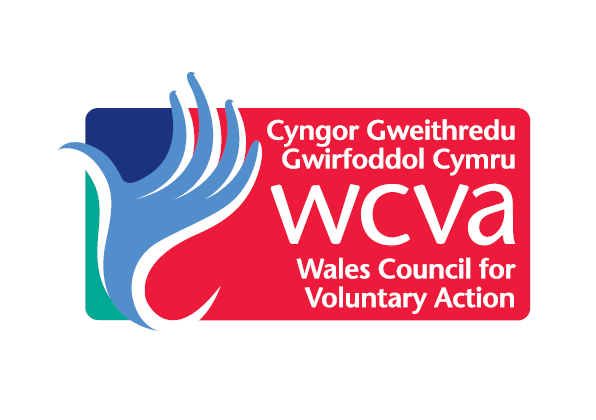 Cyngor Gweithredu
Gwirfoddol Cymru
wcva
Wales Council for
Voluntary Action